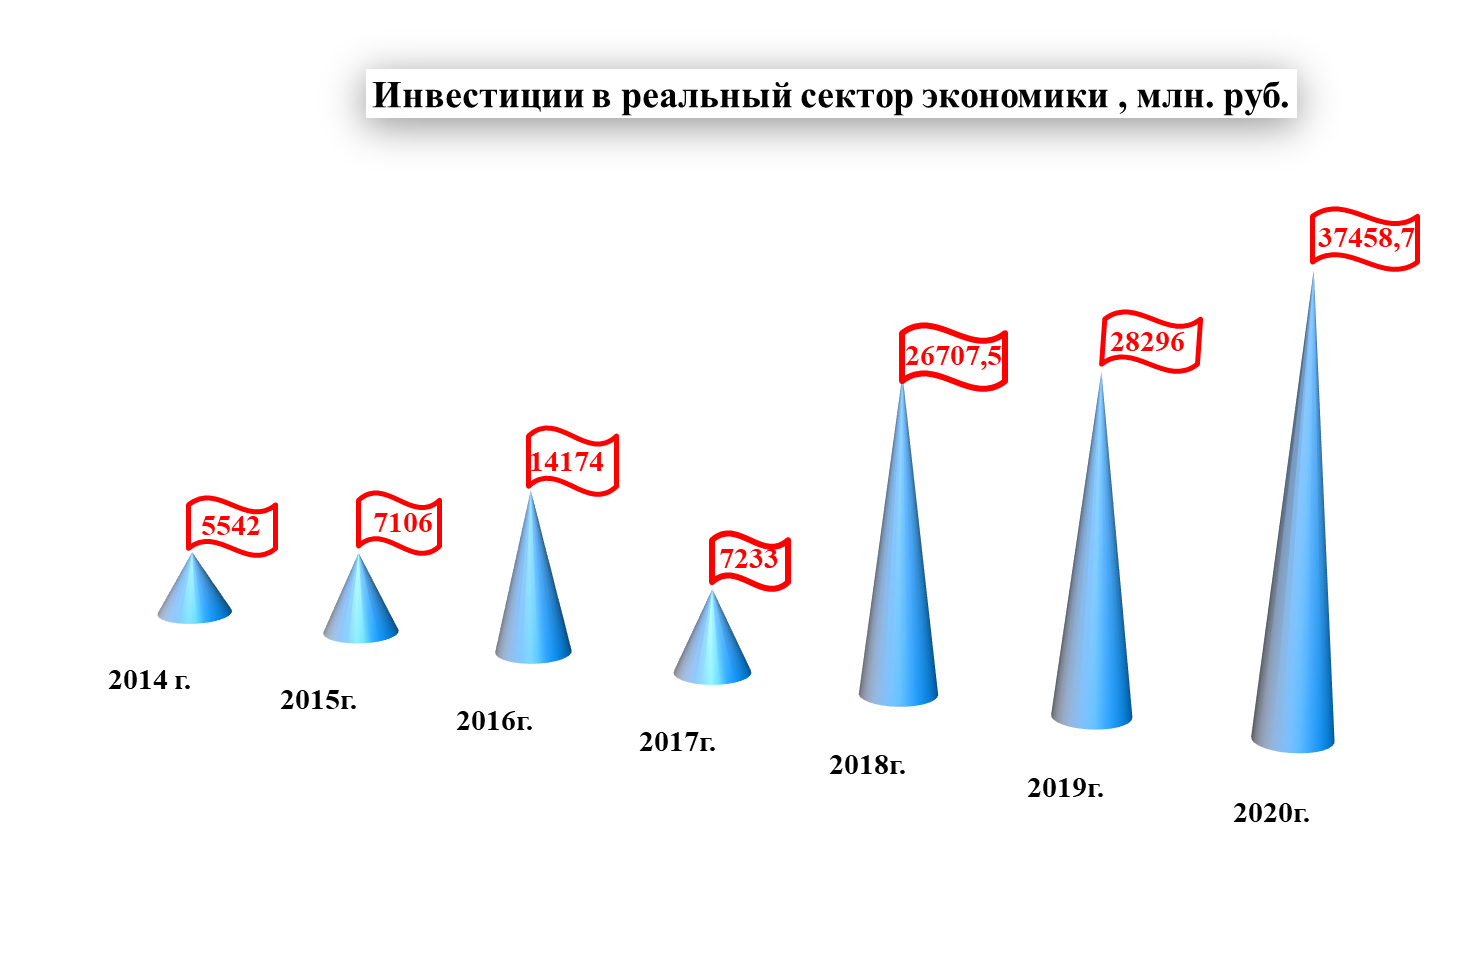 Инвестиции в реальный сектор экономики , млн. руб.
37458,7
26707,5
28296
14174
5542
7106
7233
2014 г.
2015г.
2016г.
2017г.
2018г.
2019г.
2020г.